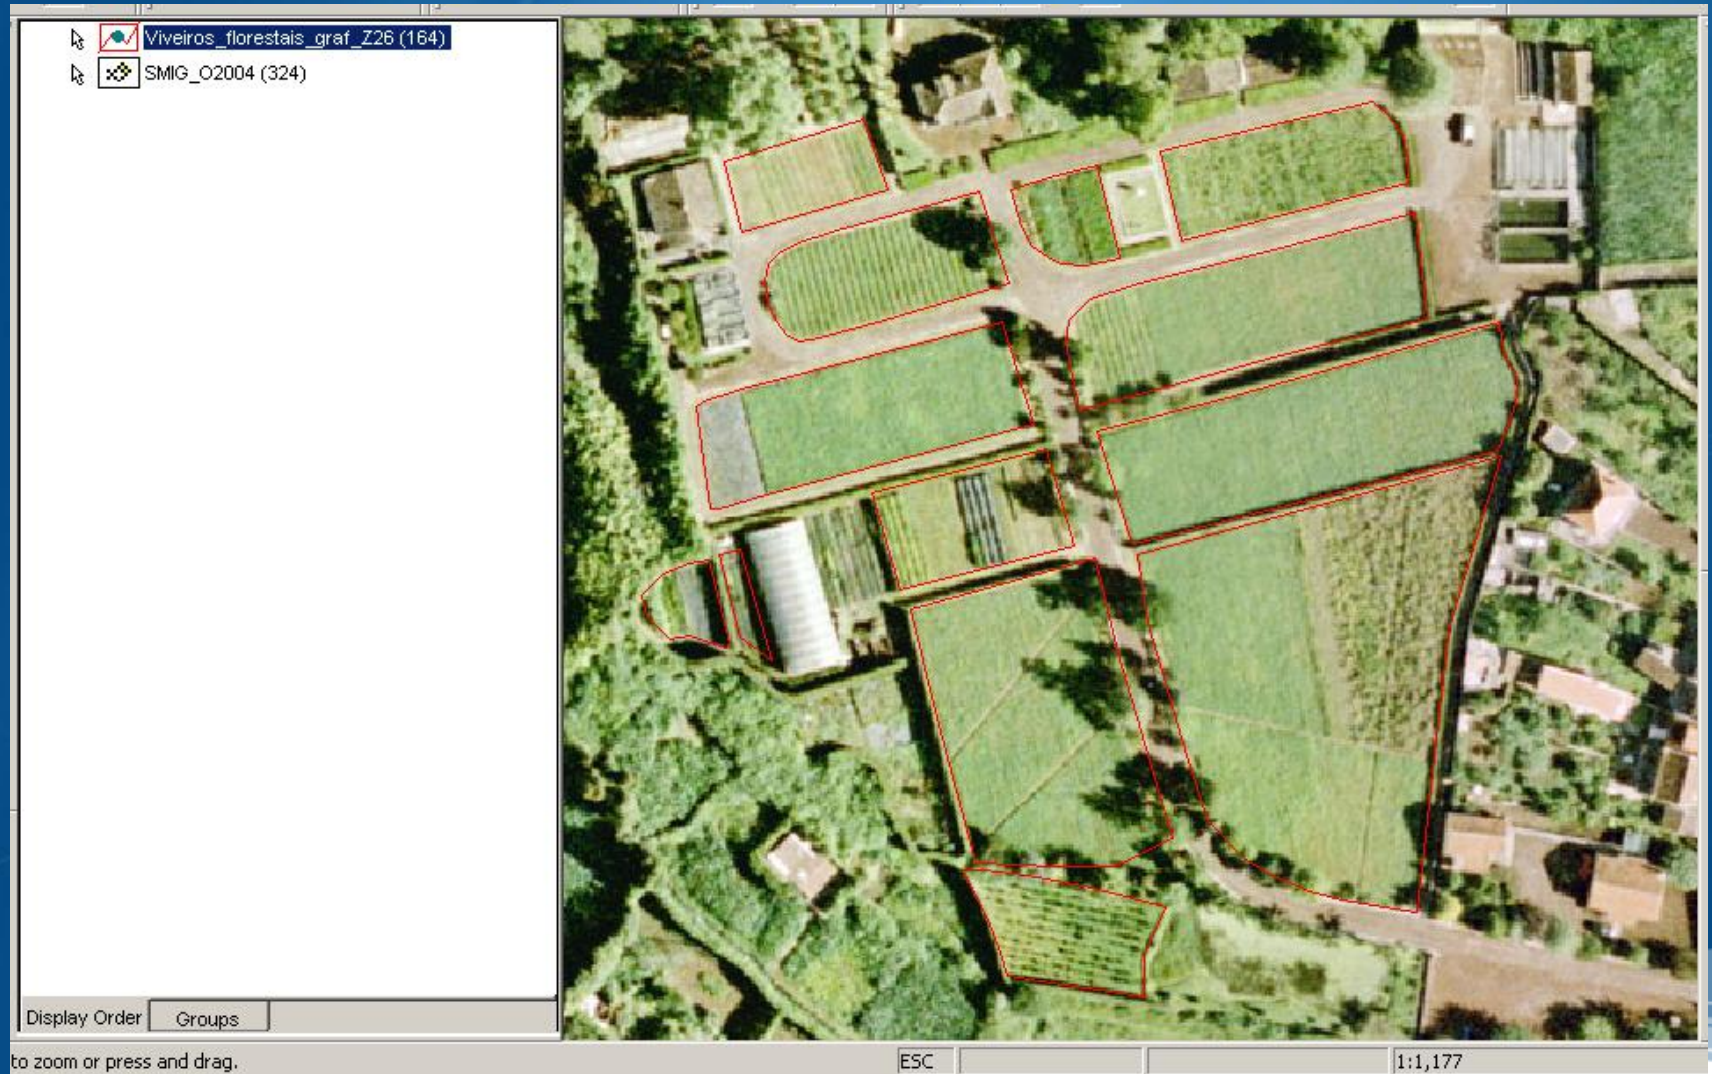 Viveiros_florestais_graf_Z26 (164)
SMIG_O2004 (324)
Display Order
Groups
to zoom or press and drag.
ESC
1:1,177